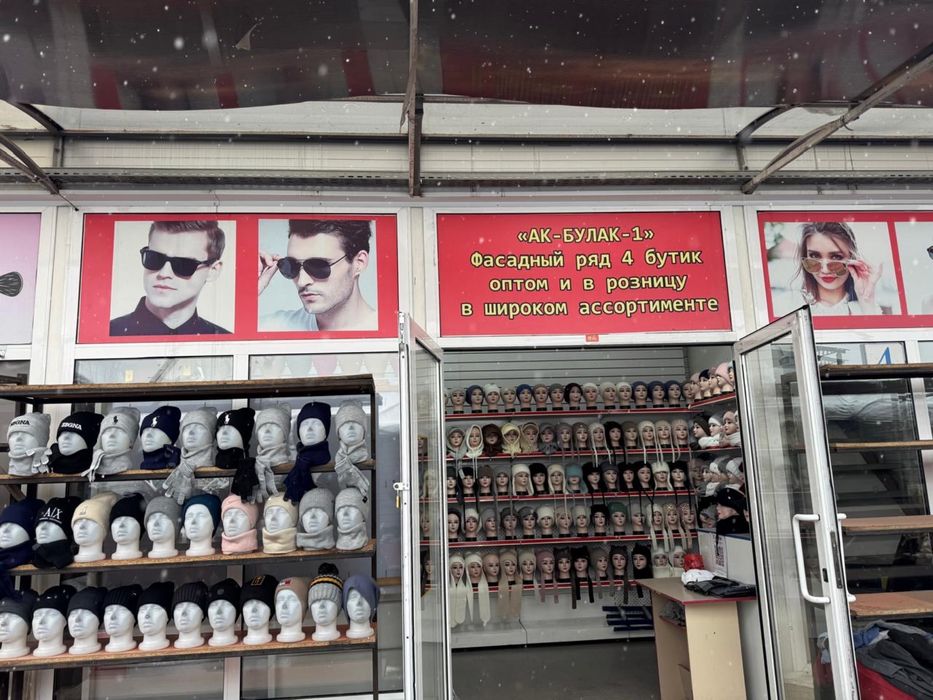 «АК-БУЛАК-1»
Фасадный ряд 4 бутик
оптом и в розницу
в широком ассортименте
A/X